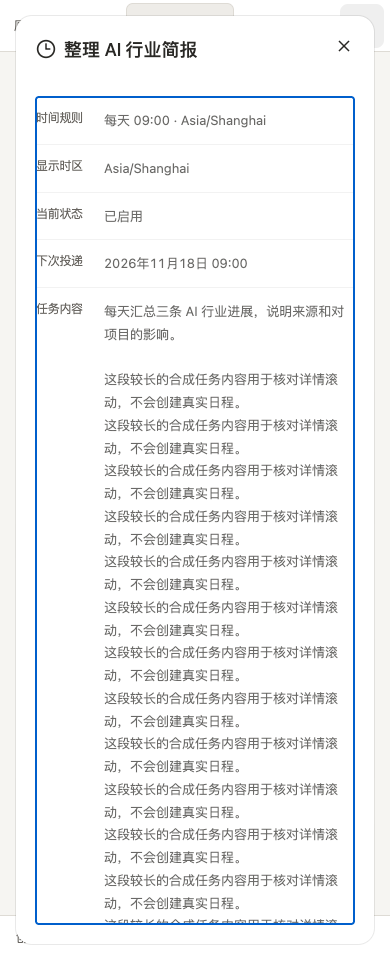 整理 AI 行业简报
时间规则
每天 09:00 · Asia/Shanghai
显示时区
Asia/Shanghai
当前状态
已启用
下次投递
2026年11月18日 09:00
任务内容
每天汇总三条 AI 行业进展，说明来源和对
项目的影响。
这段较长的合成任务内容用于核对详情滚
动，不会创建真实日程。
这段较长的合成任务内容用于核对详情滚
动，不会创建真实日程。
这段较长的合成任务内容用于核对详情滚
动，不会创建真实日程。
这段较长的合成任务内容用于核对详情滚
动，不会创建真实日程。
这段较长的合成任务内容用于核对详情滚
动，不会创建真实日程。
这段较长的合成任务内容用于核对详情滚
动，不会创建真实日程。
这段较长的合成任务内容用于核对详情滚
动，不会创建真实日程。
这段较长的合成任务内容用于核对详情滚
动，不会创建真实日程。
这段较长的合成任务内容用于核对详情滚
动，不会创建真实日程。
这段较长的合成任务内容用于核对详情滚
动，不会创建真实日程。
这段较长的合成任务内容用于核对详情滚
动，不会创建真实日程。
这段较长的合成任务内容用于核对详情滚
动，不会创建真实日程。